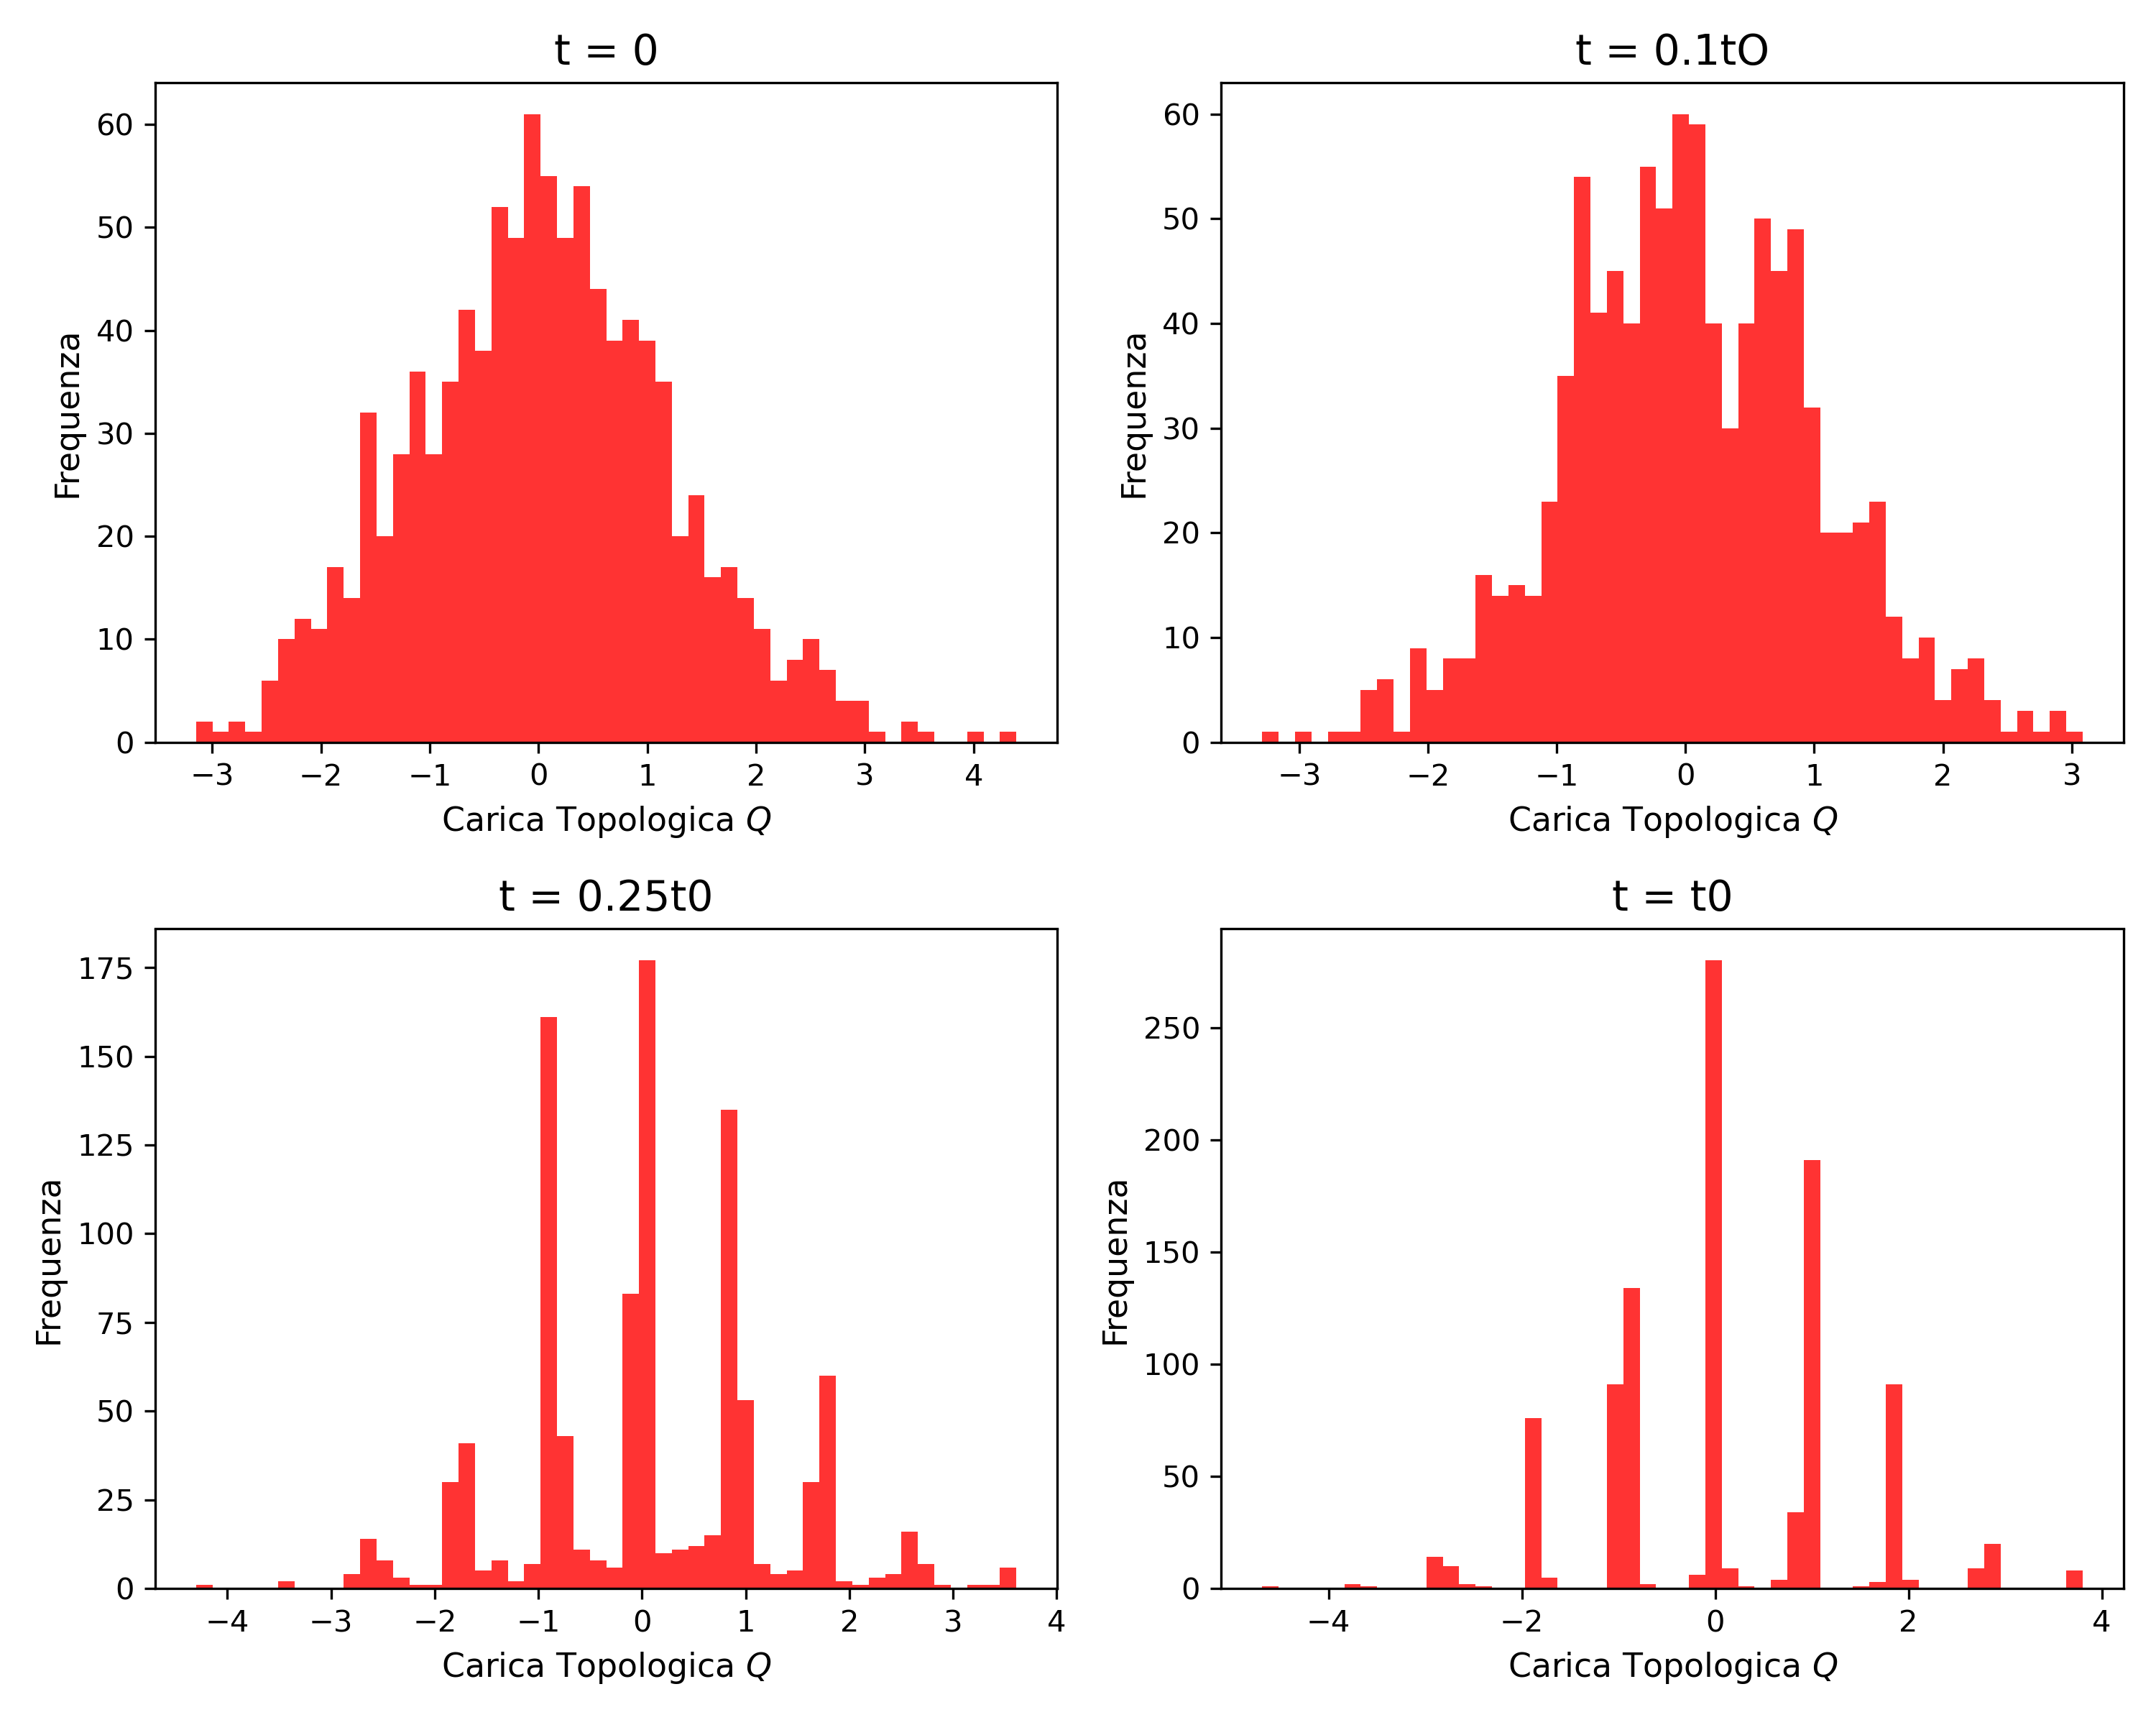 t = 0
60
50
40
30
20
10
0
Frequenza
−3 −2 −1 0 1 2 3 4
Carica Topologica Q
t = 0.1tO
60
50
40
30
20
10
0
Frequenza
−3 −2 −1 0 1 2 3
Carica Topologica Q
t = 0.25t0
175
150
125
100
75
50
25
0
Frequenza
−4 −3 −2 −1 0 1 2 3 4
Carica Topologica Q
t = t0
250
200
150
100
50
0
Frequenza
−4 −2 0 2 4
Carica Topologica Q